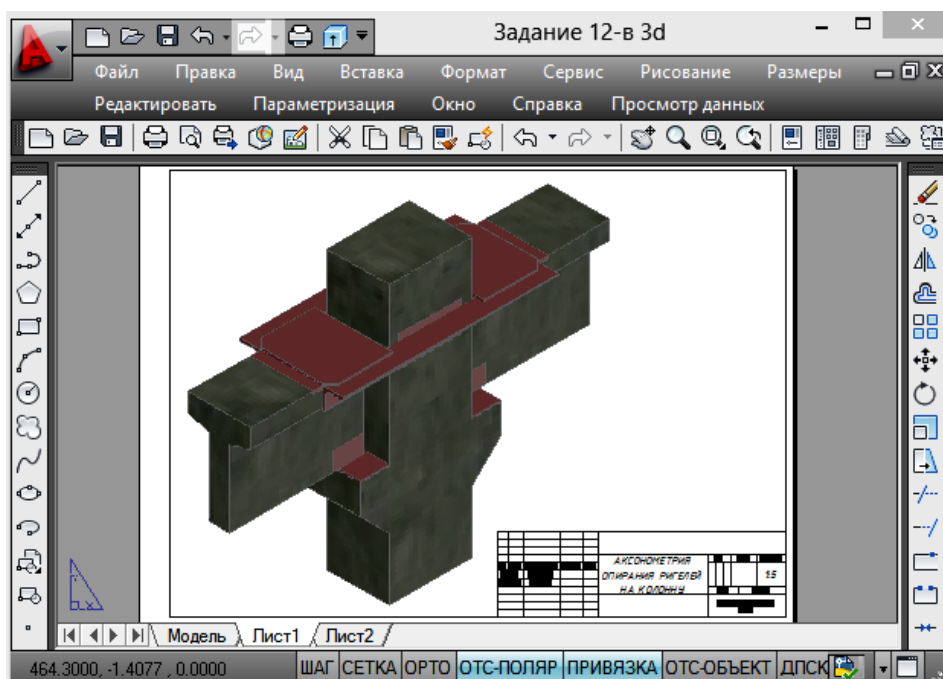 Задание 12-в 3d
Файл Правка Вид Вставка Формат Сервис Рисование Размеры
Редактировать Параметризация Окно Справка Просмотр данных
АКСОНОМЕТРИЯ
ОПИРАНИЯ РИГЕЛЕЙ
НА КОЛОННУ
1:5
Модель Лист1 Лист2
464.3000, -1.4077 , 0.0000 ШАГ СЕТКА ОРТО ОТС-ПОЛЯР ПРИВЯЗКА ОТС-ОБЪЕКТ ДПСК